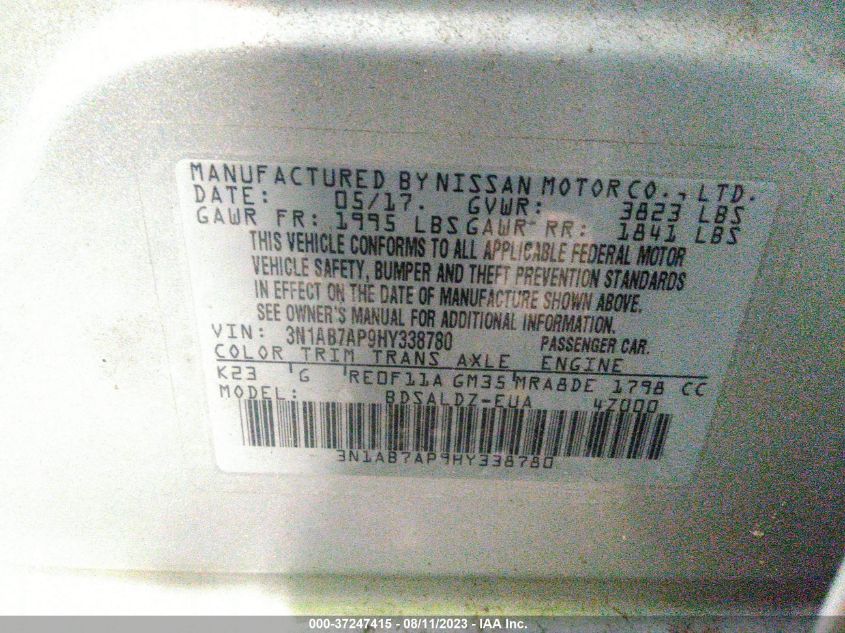 MANUFACTURED BY NISSAN MOTOR CO., LTD.
DATE: 05/17. GVWR: 3823 LBS
GAWR FR: 1995 LBS GAWR RR: 1841 LBS
THIS VEHICLE CONFORMS TO ALL APPLICABLE FEDERAL MOTOR
VEHICLE SAFETY, BUMPER AND THEFT PREVENTION STANDARDS
IN EFFECT ON THE DATE OF MANUFACTURE SHOWN ABOVE.
SEE OWNER'S MANUAL FOR ADDITIONAL INFORMATION.
VIN: 3N1AB7AP9HY338780 PASSENGER CAR.
COLOR TRIM TRANS AXLE ENGINE
K23 G RE0F11A GM35 MRA8DE 1798 CC
MODEL: BDSALDZ-EUA 4Z000
3N1AB7AP9HY338780
000-37247415 - 08/11/2023 - IAA Inc.